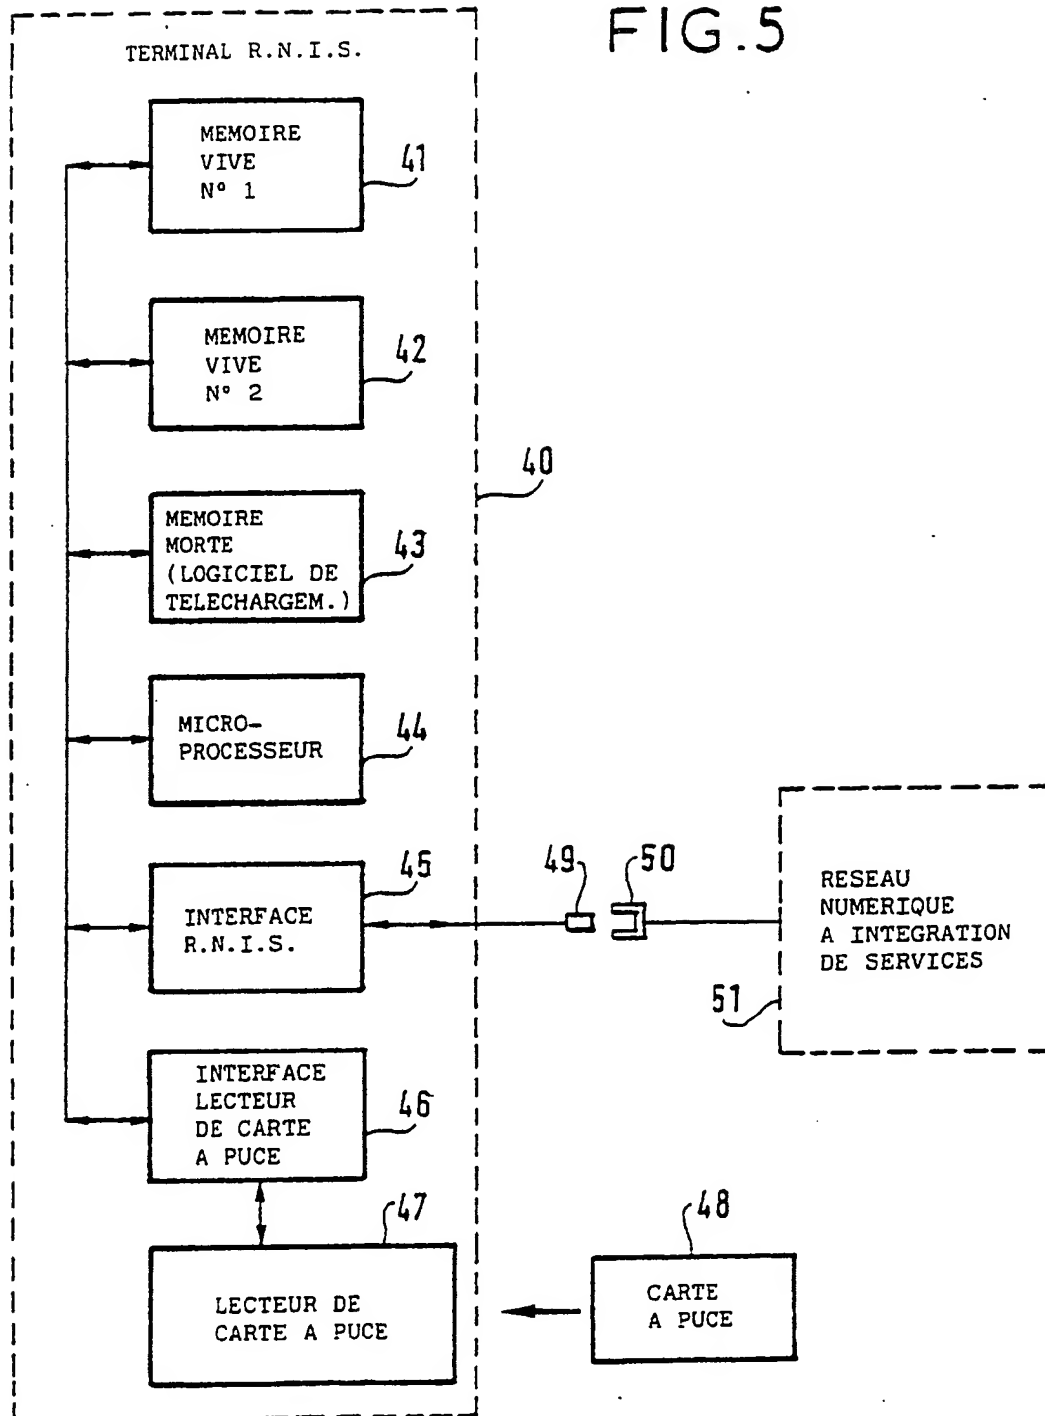 FIG.5
TERMINAL R.N.I.S.
MEMOIRE
VIVE
N° 1
41
MEMOIRE
VIVE
N° 2
42
40
MEMOIRE
MORTE
(LOGICIEL DE
TELECHARGEM.)
43
MICRO-
PROCESSEUR
44
INTERFACE
R.N.I.S.
45
49
50
RESEAU
NUMERIQUE
A INTEGRATION
DE SERVICES
51
INTERFACE
LECTEUR
DE CARTE
A PUCE
46
47
LECTEUR DE
CARTE A PUCE
48
CARTE
A PUCE